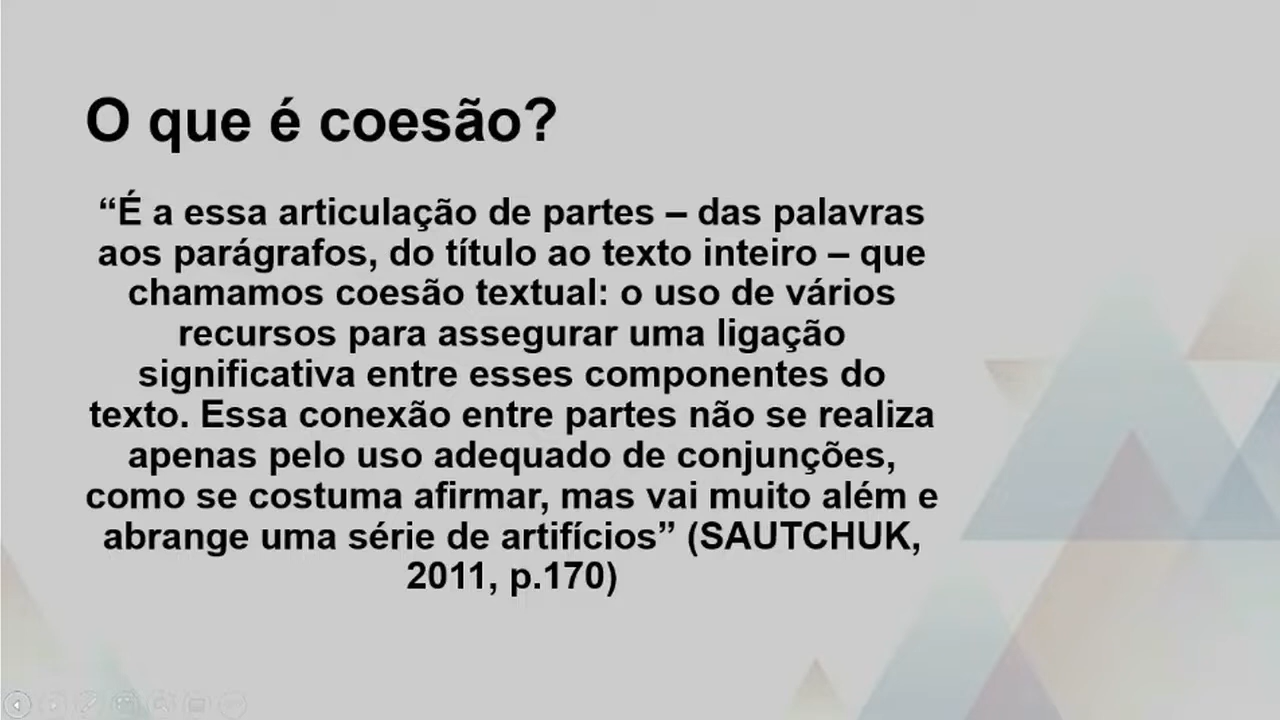 O que é coesão?
“É a essa articulação de partes – das palavras
aos parágrafos, do título ao texto inteiro – que
chamamos coesão textual: o uso de vários
recursos para assegurar uma ligação
significativa entre esses componentes do
texto. Essa conexão entre partes não se realiza
apenas pelo uso adequado de conjunções,
como se costuma afirmar, mas vai muito além e
abrange uma série de artifícios” (SAUTCHUK,
2011, p.170)